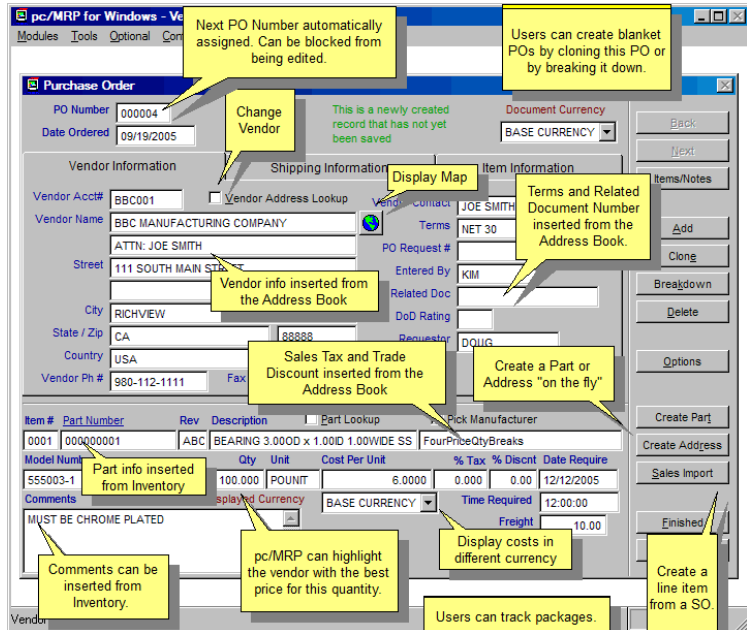 pc/MRP for Windows - Ve
Modules Tools Optional Com
Next PO Number automatically
assigned. Can be blocked from
being edited.
Users can create blanket
POs by cloning this PO or
by breaking it down.
Purchase Order
PO Number 000004
Date Ordered 09/19/2005
Change
Vendor
This is a newly created
record that has not yet
been saved
Document Currency
BASE CURRENCY
Back
Next
Items/Notes
Add
Clone
Breakdown
Delete
Options
Create Part
Create Address
Sales Import
Finished
Vendor Information
Shipping Information
Item Information
Display Map
Vendor Acct# BBC001
Vendor Address Lookup
Vendor Contact JOE SMITH
Vendor Name BBC MANUFACTURING COMPANY
Terms NET 30
ATTN: JOE SMITH
PO Request #
Street 111 SOUTH MAIN STREET
Entered By KIM
Related Doc
City RICHVIEW
DoD Rating
State / Zip CA 88888
Requestor DOUG
Country USA
Vendor Ph # 980-112-1111 Fax
Terms and Related
Document Number
inserted from the
Address Book.
Vendor info inserted from
the Address Book
Sales Tax and Trade
Discount inserted from the
Address Book
Create a Part or
Address "on the fly"
Item # Part Number Rev Description Part Lookup Pick Manufacturer
0001 000000001 ABC BEARING 3.00OD x 1.00ID 1.00WIDE SS FourPriceQtyBreaks
Model Num Qty Unit Cost Per Unit % Tax % Discnt Date Require
555003-1 100.000 POUNIT 6.0000 0.000 0.00 12/12/2005
Part info inserted
from Inventory
Comments
MUST BE CHROME PLATED
splayed Currency BASE CURRENCY
Time Required 12:00:00
Freight 10.00
Comments can be
inserted from
Inventory.
pc/MRP can highlight
the vendor with the best
price for this quantity.
Display costs in
different currency
Create a
line item
from a SO.
Users can track packages.
Vendor